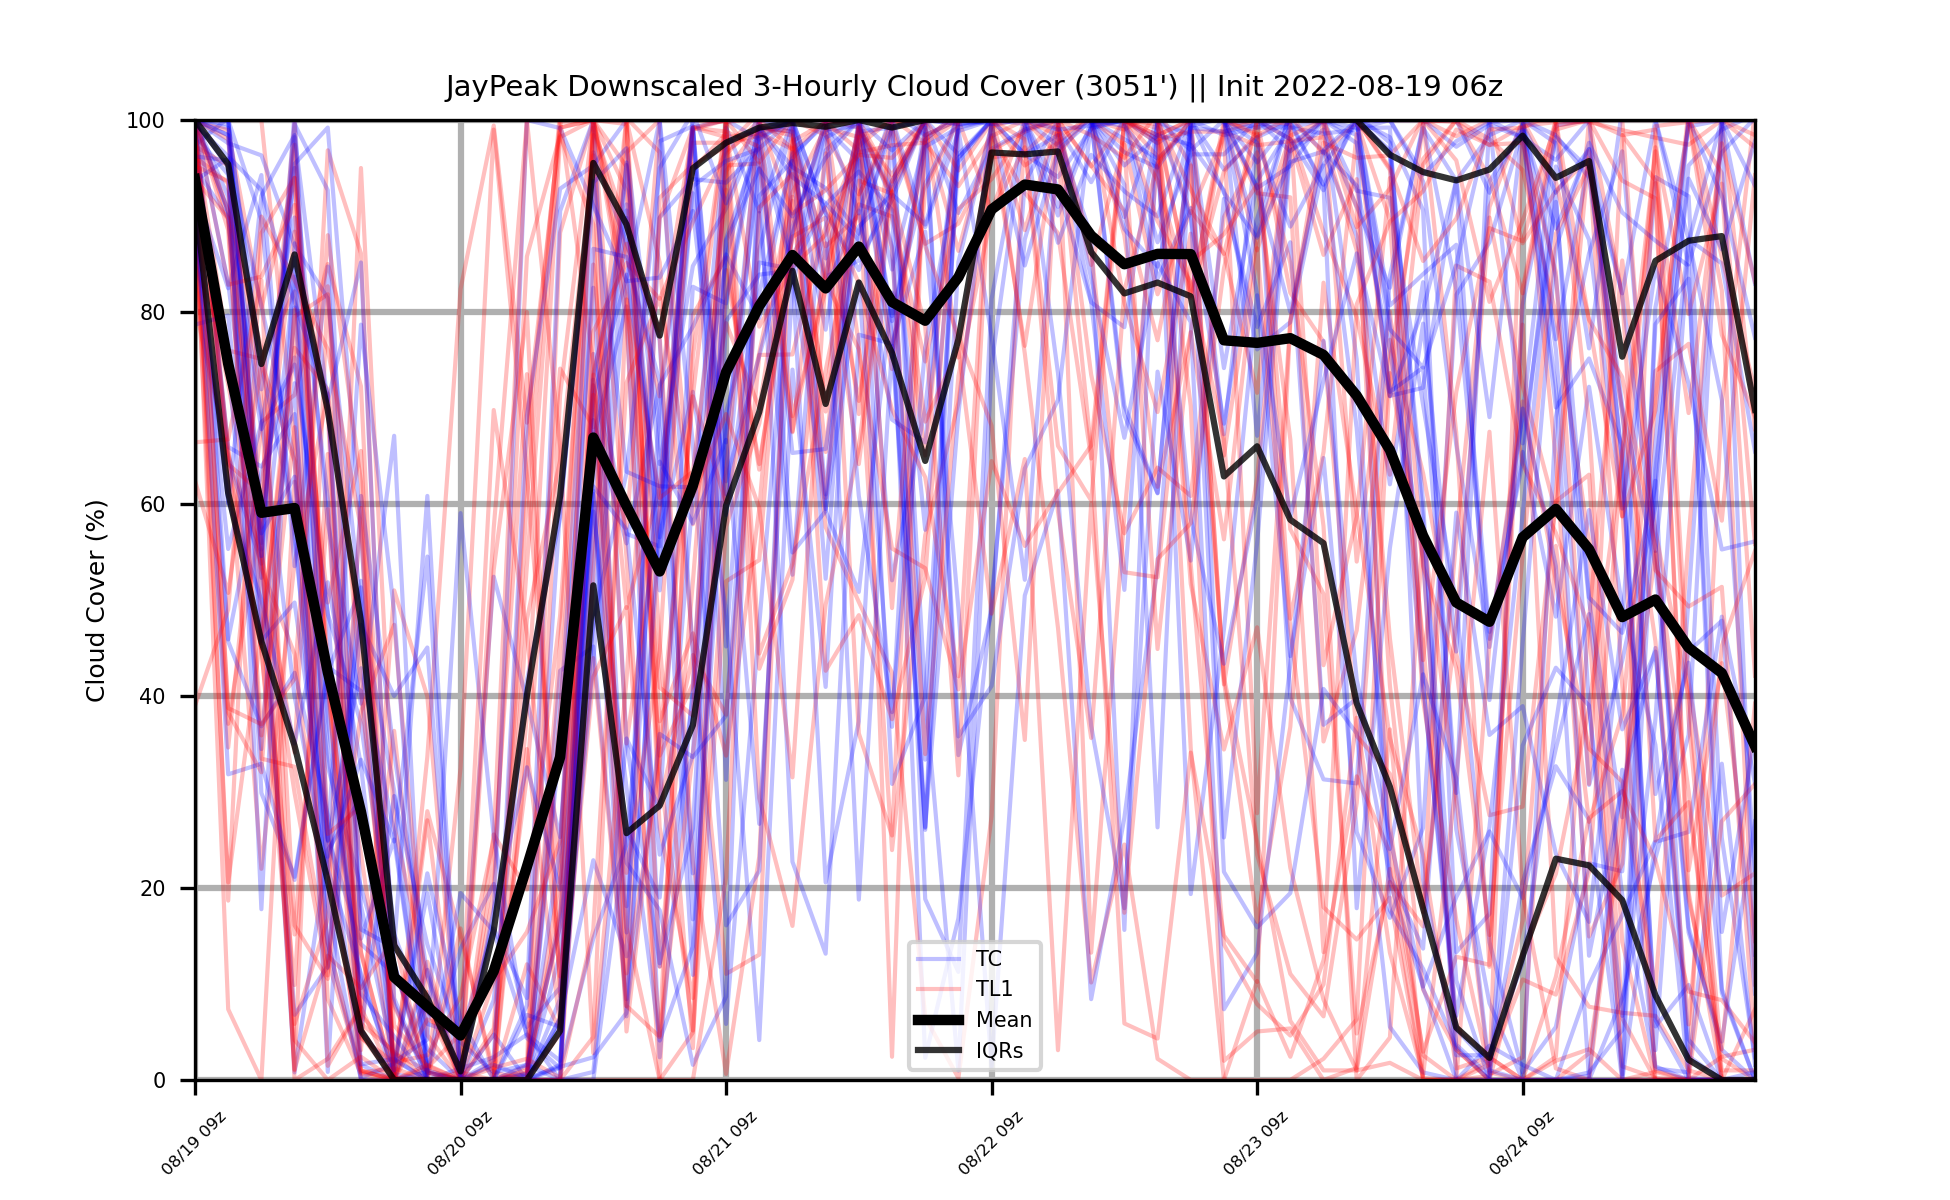 JayPeak Downscaled 3-Hourly Cloud Cover (3051') || Init 2022-08-19 06z
Cloud Cover (%)
100
80
60
40
20
0
TC
TL1
Mean
IQRs
08/19 09z
08/20 09z
08/21 09z
08/22 09z
08/23 09z
08/24 09z